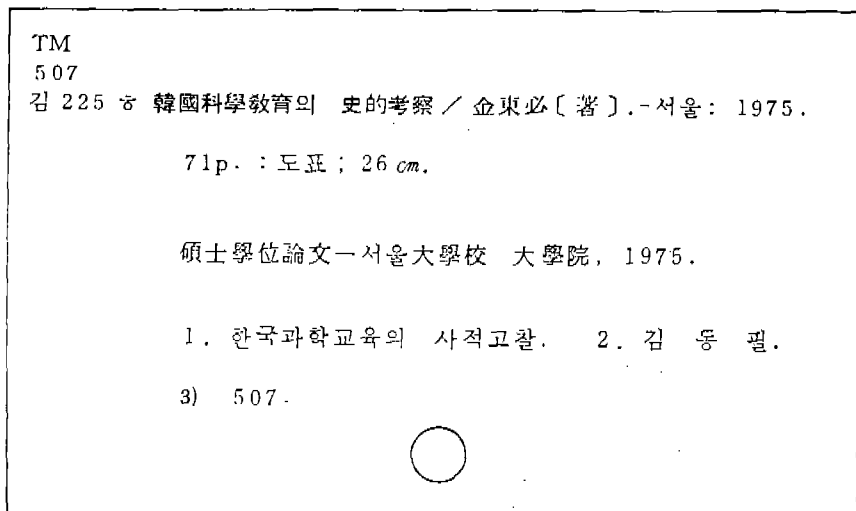 TM
507
김 225 ㅎ 韓國科學敎育의 史的考察 / 金東必 〔著〕.-서울: 1975.
71p. : 도표 ; 26 cm.
碩士學位論文—서울大學校 大學院, 1975.
1. 한국과학교육의 사적고찰. 2. 김 동 필.
3) 507.